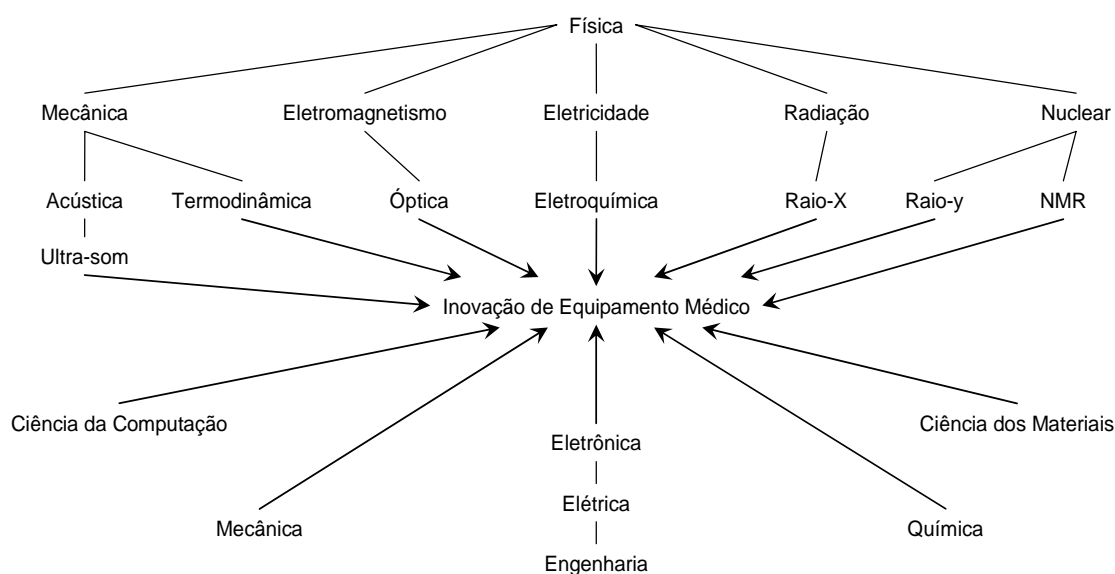 Física
Mecânica Eletromagnetismo Eletricidade Radiação Nuclear
Acústica Termodinâmica Óptica Eletroquímica Raio-X Raio-y NMR
Ultra-som
Inovação de Equipamento Médico
Ciência da Computação Ciência dos Materiais
Eletrônica
Elétrica
Mecânica Química
Engenharia